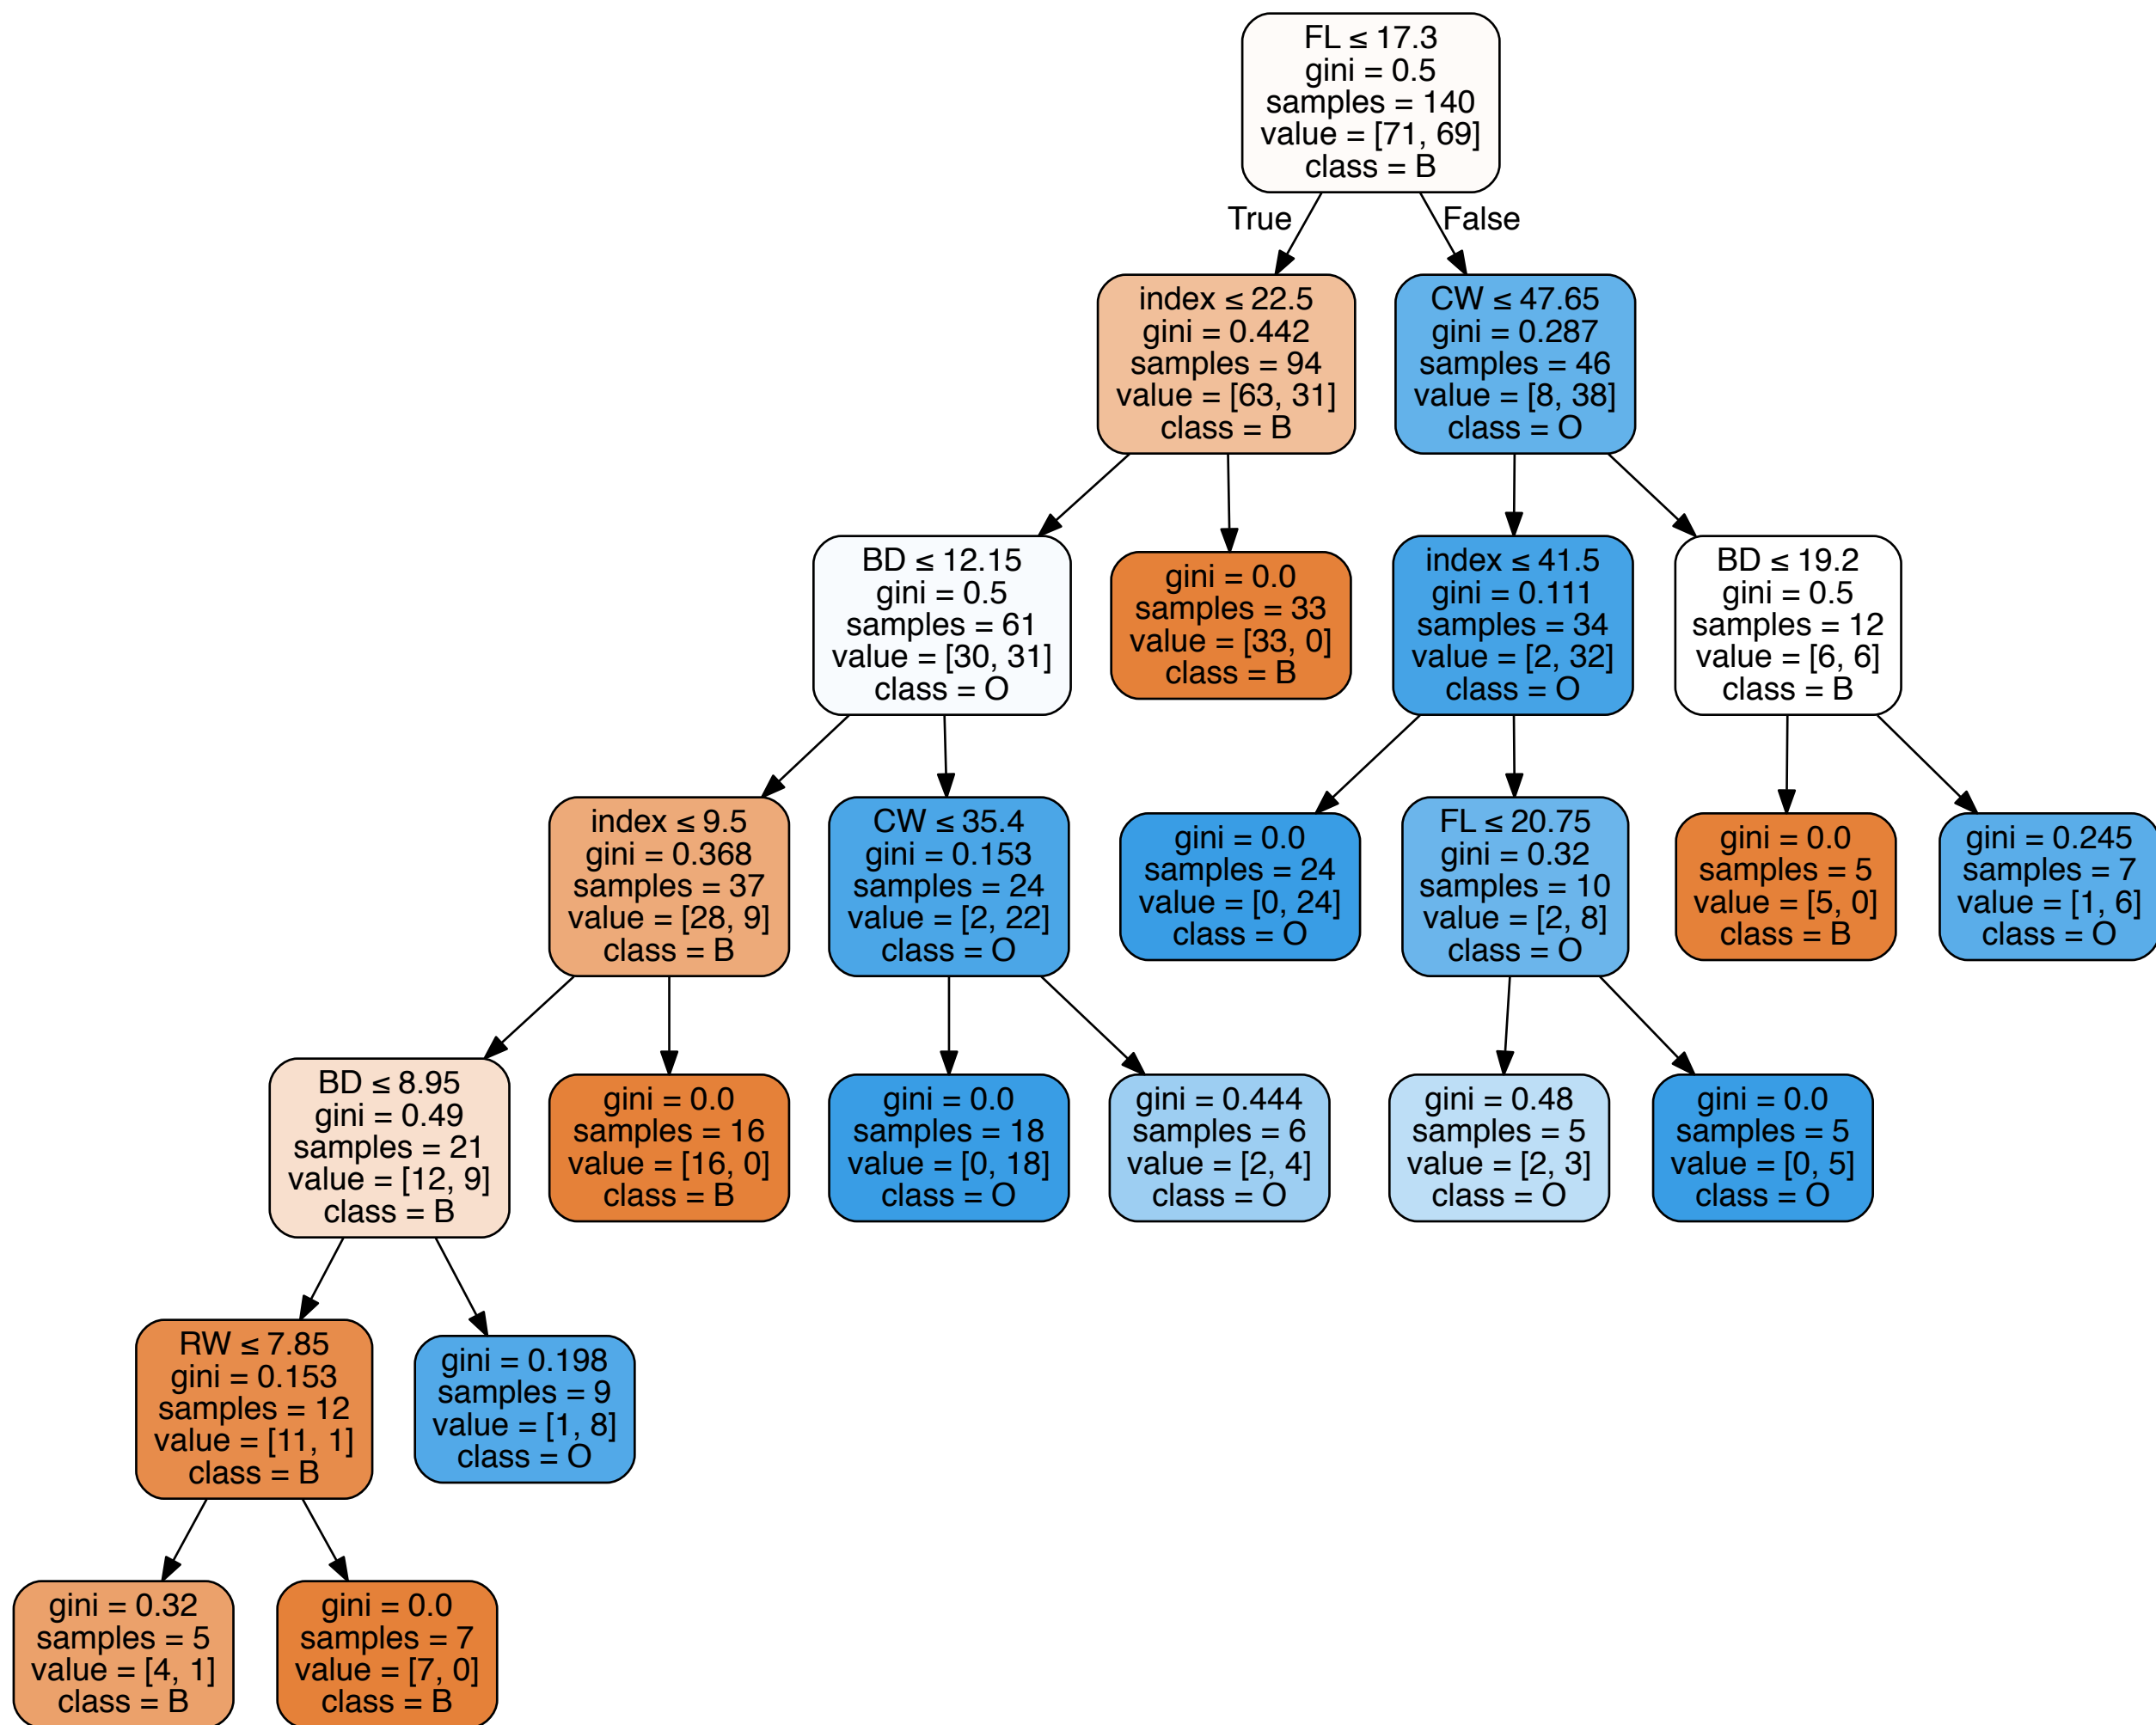 FL ≤ 17.3
gini = 0.5
samples = 140
value = [71, 69]
class = B
True
False
index ≤ 22.5
gini = 0.442
samples = 94
value = [63, 31]
class = B
CW ≤ 47.65
gini = 0.287
samples = 46
value = [8, 38]
class = O
BD ≤ 12.15
gini = 0.5
samples = 61
value = [30, 31]
class = O
gini = 0.0
samples = 33
value = [33, 0]
class = B
index ≤ 41.5
gini = 0.111
samples = 34
value = [2, 32]
class = O
BD ≤ 19.2
gini = 0.5
samples = 12
value = [6, 6]
class = B
index ≤ 9.5
gini = 0.368
samples = 37
value = [28, 9]
class = B
CW ≤ 35.4
gini = 0.153
samples = 24
value = [2, 22]
class = O
gini = 0.0
samples = 24
value = [0, 24]
class = O
FL ≤ 20.75
gini = 0.32
samples = 10
value = [2, 8]
class = O
gini = 0.0
samples = 5
value = [5, 0]
class = B
gini = 0.245
samples = 7
value = [1, 6]
class = O
BD ≤ 8.95
gini = 0.49
samples = 21
value = [12, 9]
class = B
gini = 0.0
samples = 16
value = [16, 0]
class = B
gini = 0.0
samples = 18
value = [0, 18]
class = O
gini = 0.444
samples = 6
value = [2, 4]
class = O
gini = 0.48
samples = 5
value = [2, 3]
class = O
gini = 0.0
samples = 5
value = [0, 5]
class = O
RW ≤ 7.85
gini = 0.153
samples = 12
value = [11, 1]
class = B
gini = 0.198
samples = 9
value = [1, 8]
class = O
gini = 0.32
samples = 5
value = [4, 1]
class = B
gini = 0.0
samples = 7
value = [7, 0]
class = B